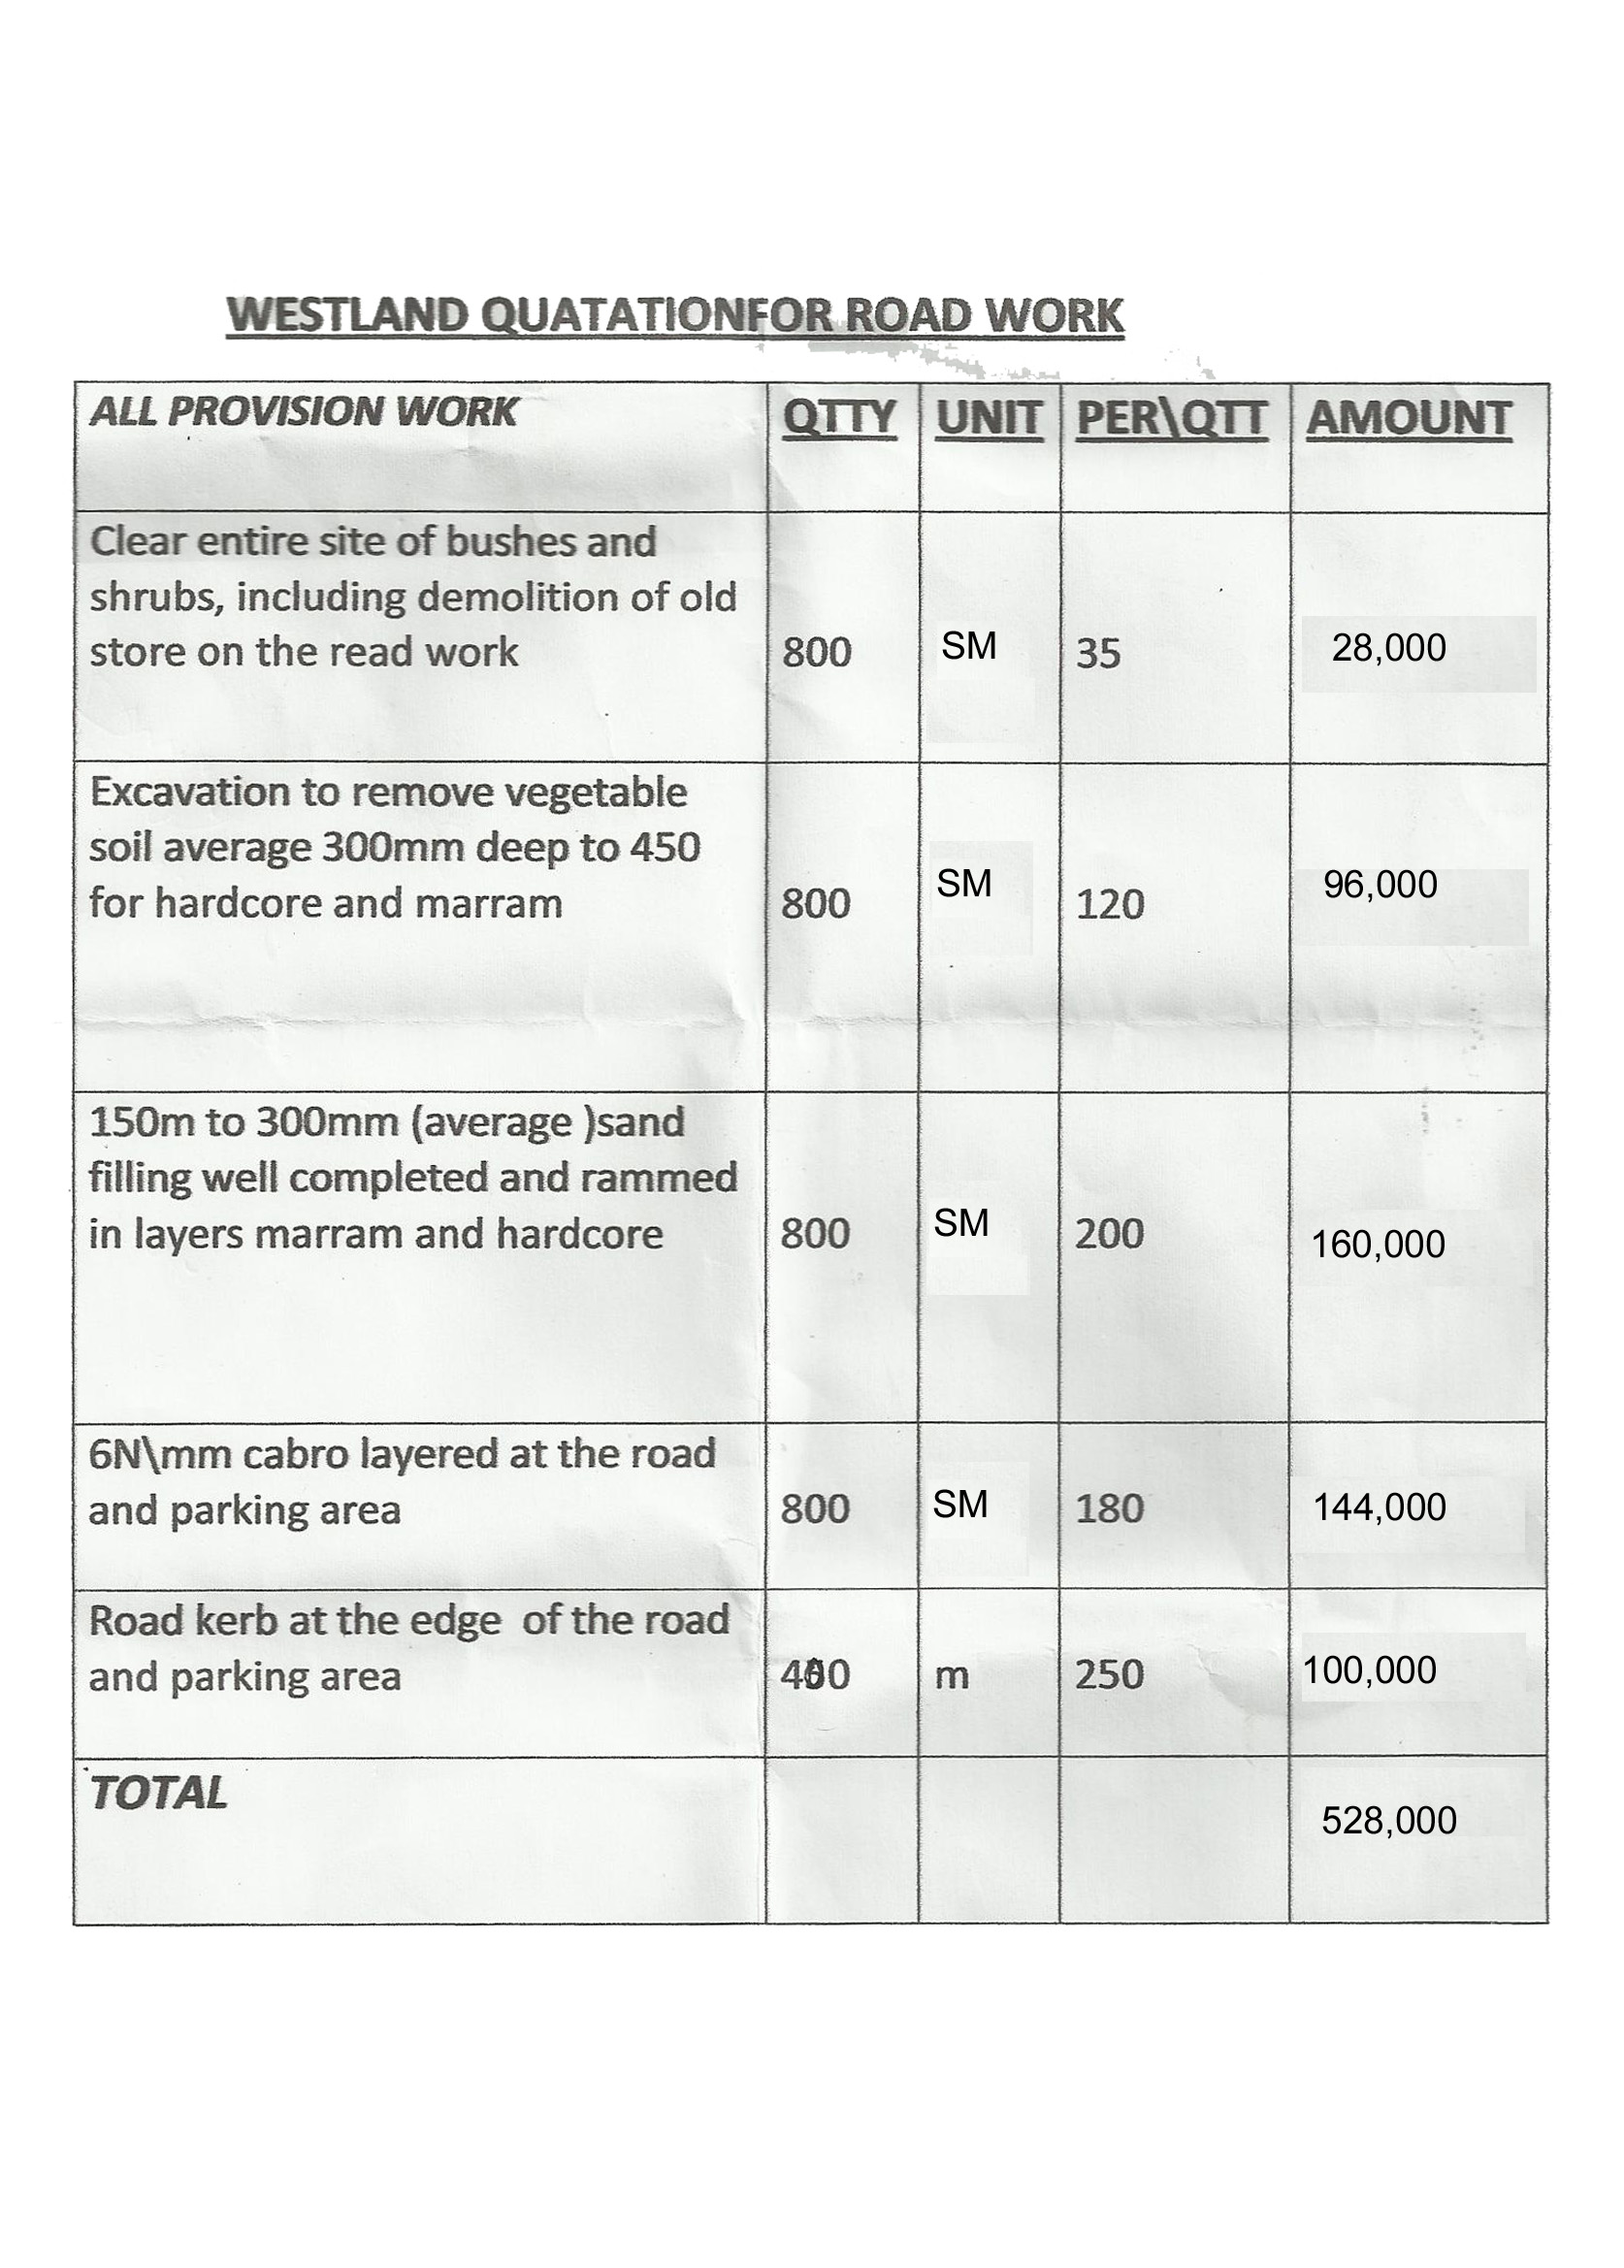 WESTLAND QUATATIONFOR ROAD WORK
ALL PROVISION WORK QTTY UNIT PER\QTT AMOUNT
Clear entire site of bushes and
shrubs, including demolition of old
store on the read work 800 SM 35 28,000
Excavation to remove vegetable
soil average 300mm deep to 450
for hardcore and marram 800 SM 120 96,000
150m to 300mm (average )sand
filling well completed and rammed
in layers marram and hardcore 800 SM 200 160,000
6N\mm cabro layered at the road
and parking area 800 SM 180 144,000
Road kerb at the edge of the road
and parking area m 250 100,000
TOTAL 528,000